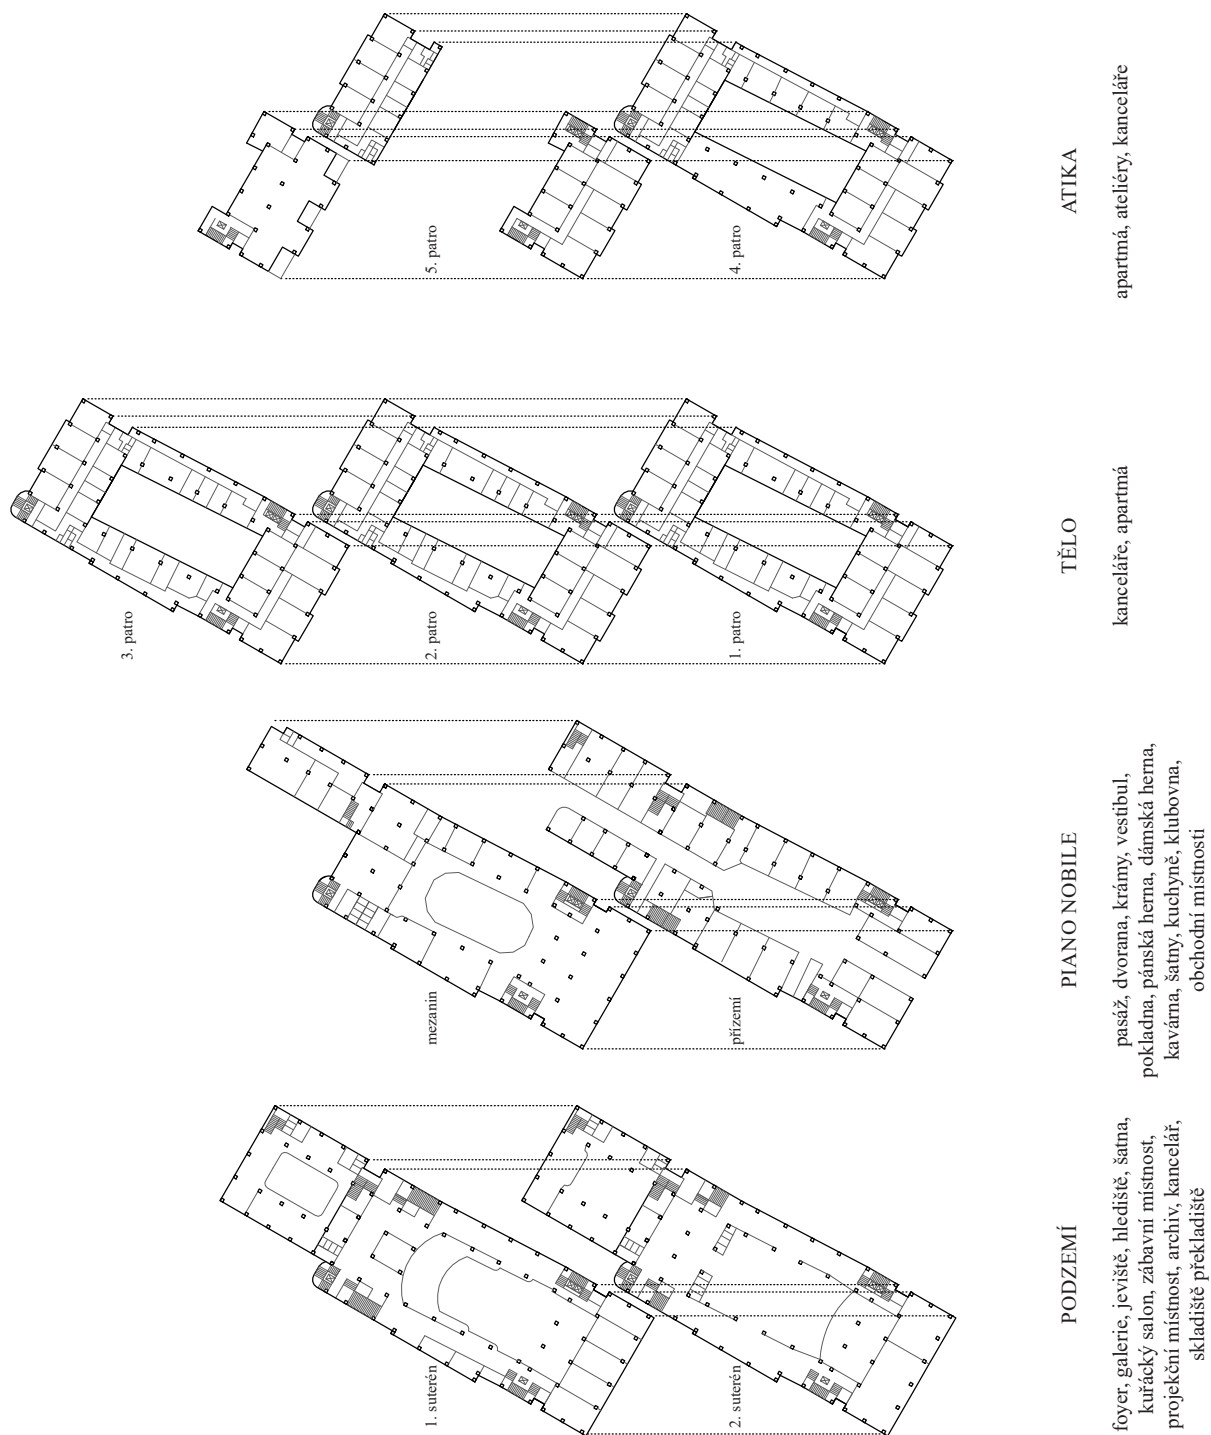 3. patro
1. suterén
mezanin
2. patro
5. patro
2. suterén
přízemí
1. patro
4. patro
PODZEMÍ
foyer, galerie, jeviště, hlediště, šatna,
kuřácký salon, zábavní místnost,
projekční místnost, archiv, kancelář,
skladiště překladiště
PIANO NOBILE
pasáž, dvorana, krámy, vestibul,
pokladna, pánská herna, dámská herna,
kavárna, šatny, kuchyně, klubovna,
obchodní místnosti
TĚLO
kanceláře, apartmá
ATIKA
apartmá, ateliéry, kanceláře